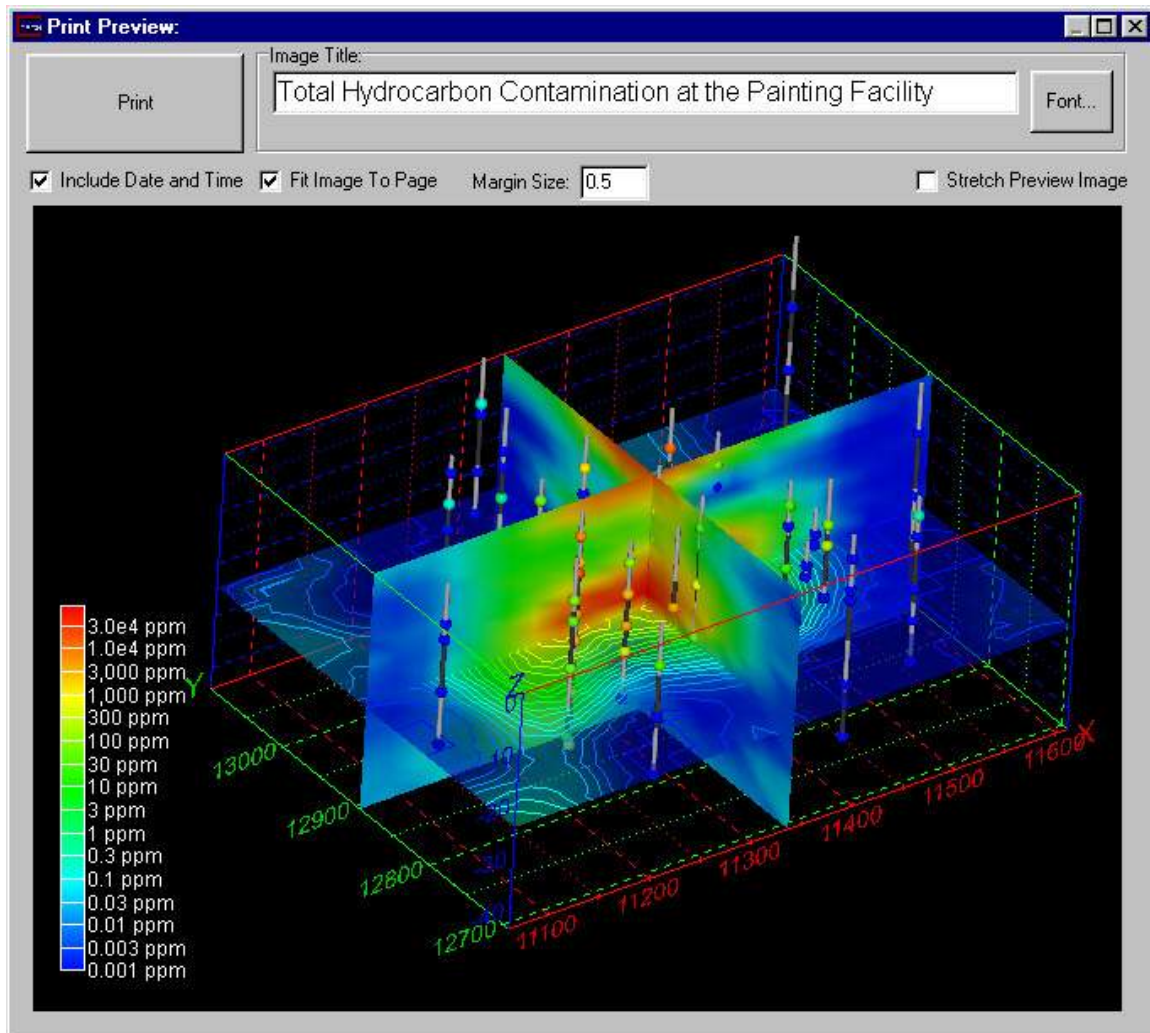 Print Preview:
Image Title:
Print
Total Hydrocarbon Contamination at the Painting Facility
Font...
Include Date and Time
Fit Image To Page
Margin Size:
0.5
Stretch Preview Image
3.0e4 ppm
1.0e4 ppm
3,000 ppm
1,000 ppm
300 ppm
100 ppm
30 ppm
10 ppm
3 ppm
1 ppm
0.3 ppm
0.1 ppm
0.03 ppm
0.01 ppm
0.003 ppm
0.001 ppm
Y
13000
12900
12800
12700
Z
0
11100
11200
11300
11400
11500
11600
X